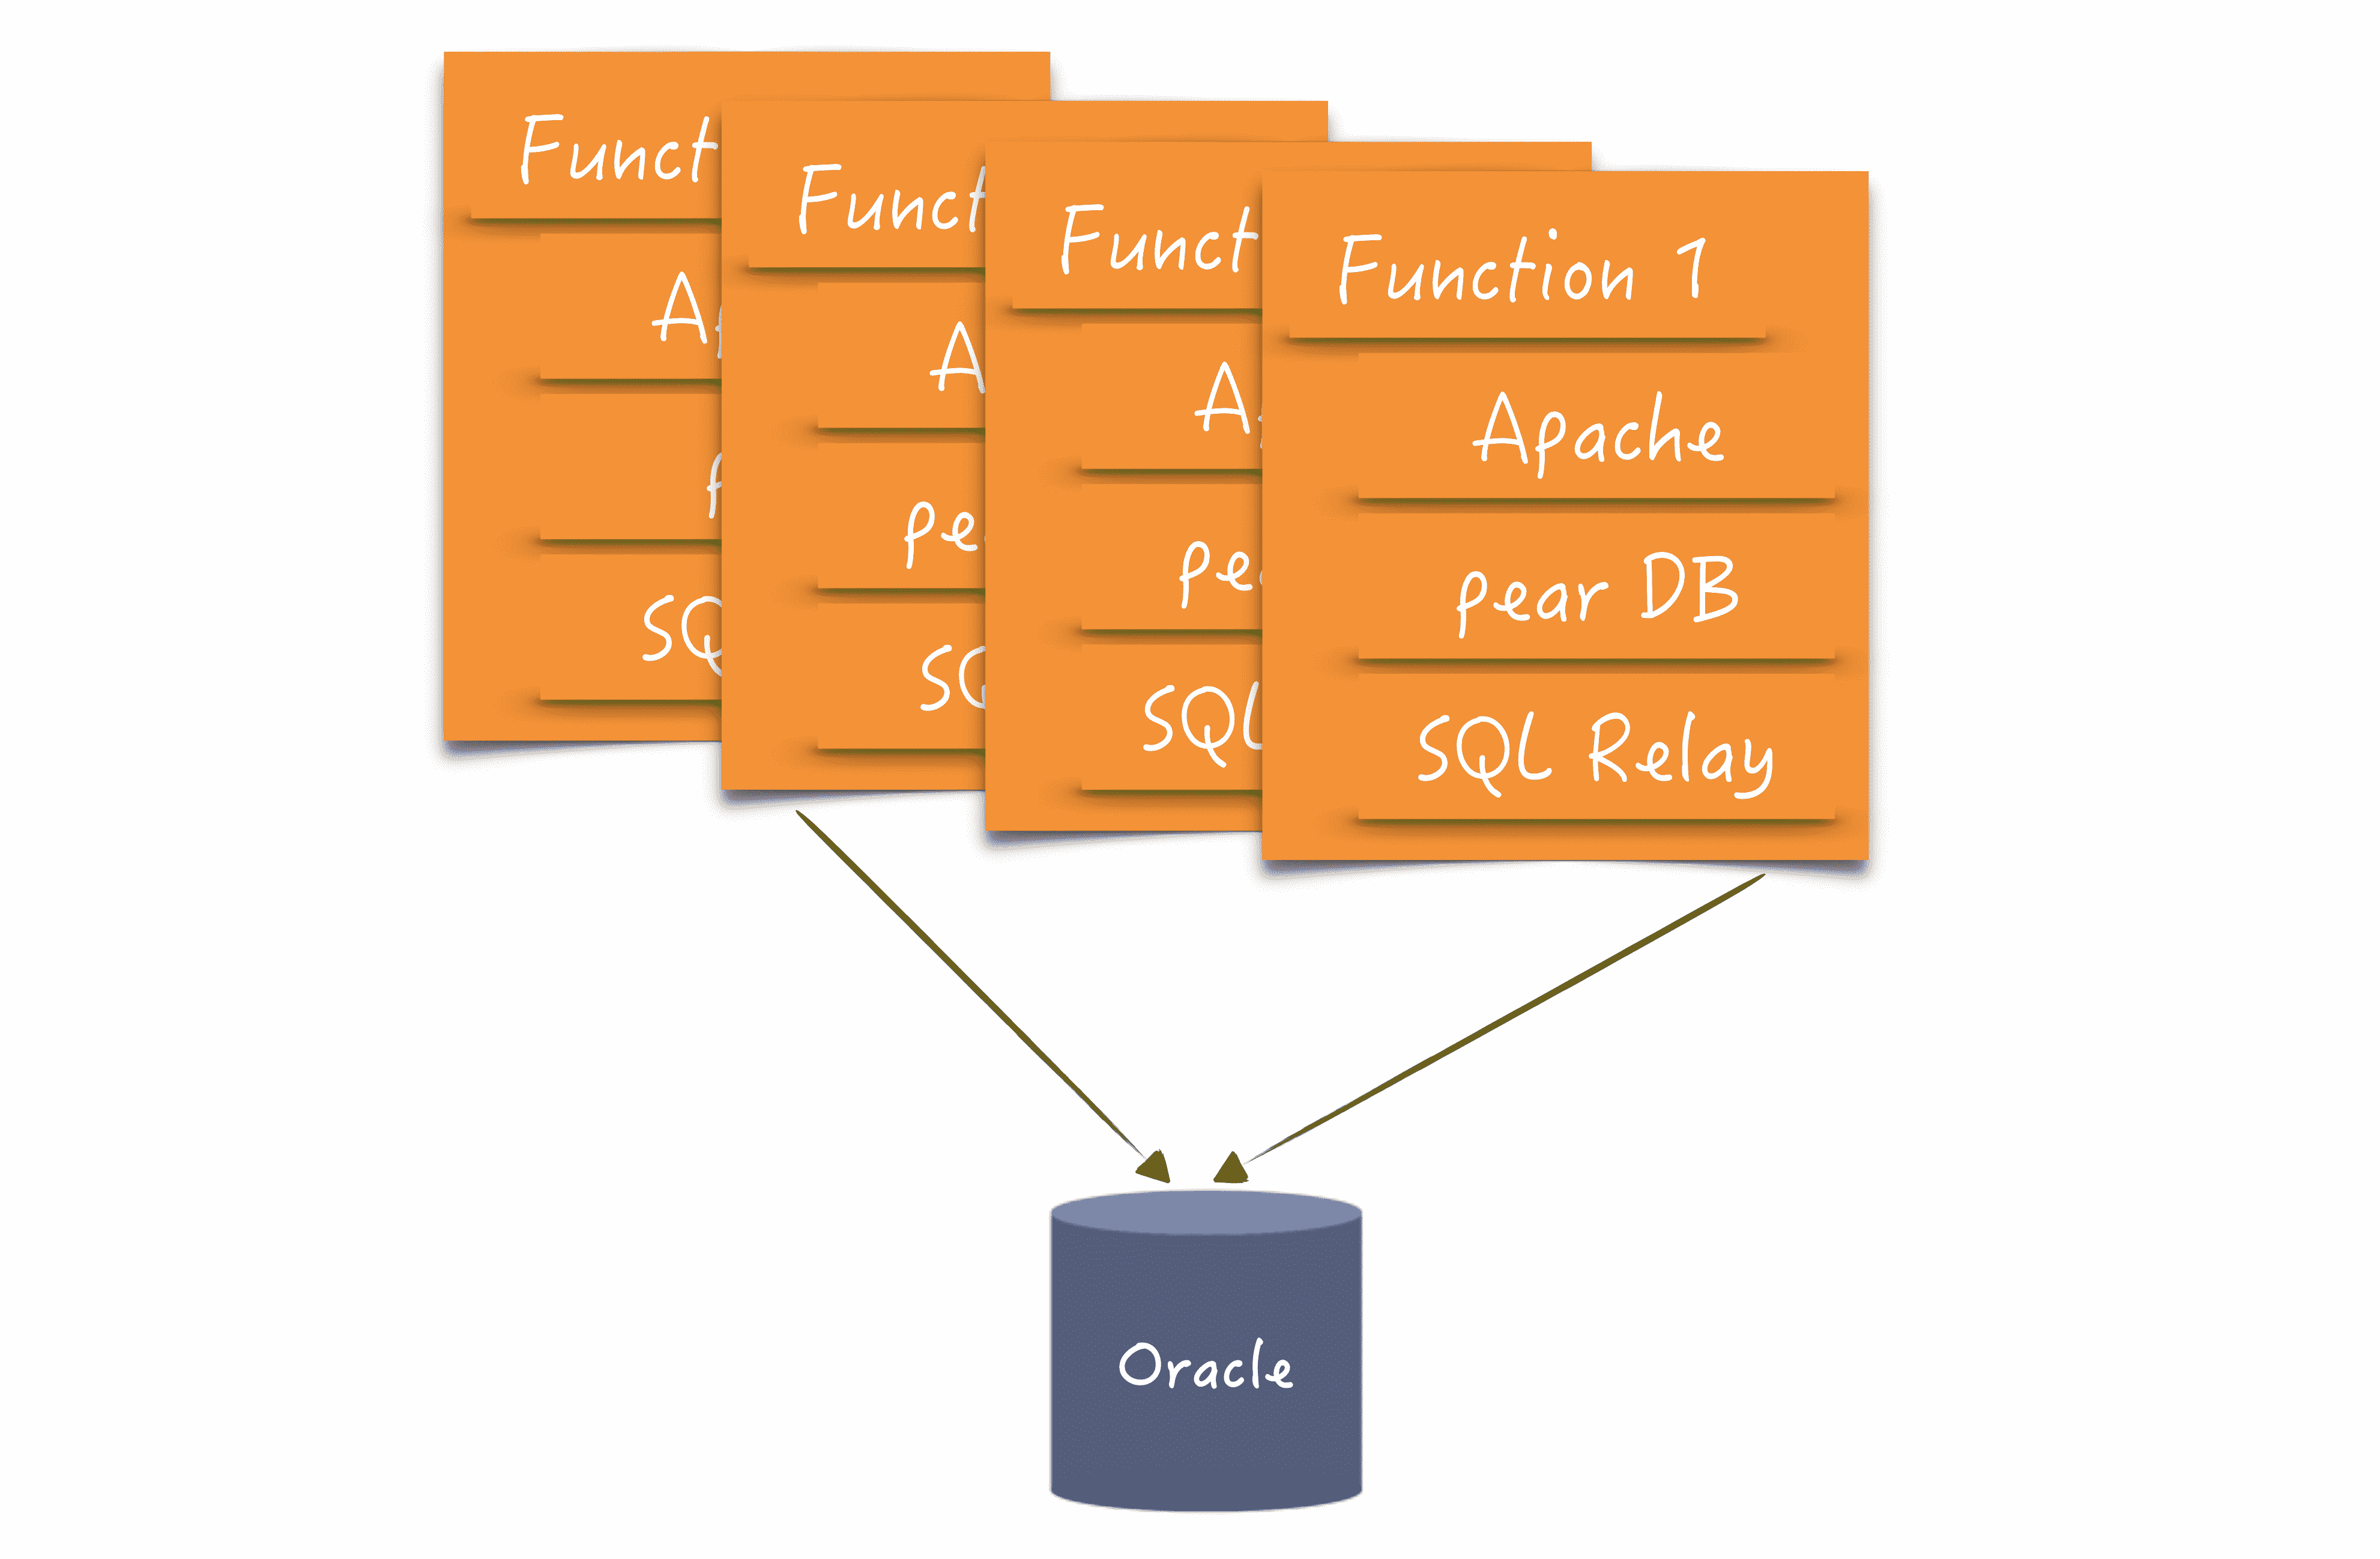 Funct
A
SQ
Funct
A
pe
SQ
Funct
A
pe
SQL
Function 1
Apache
pear DB
SQL Relay
Oracle